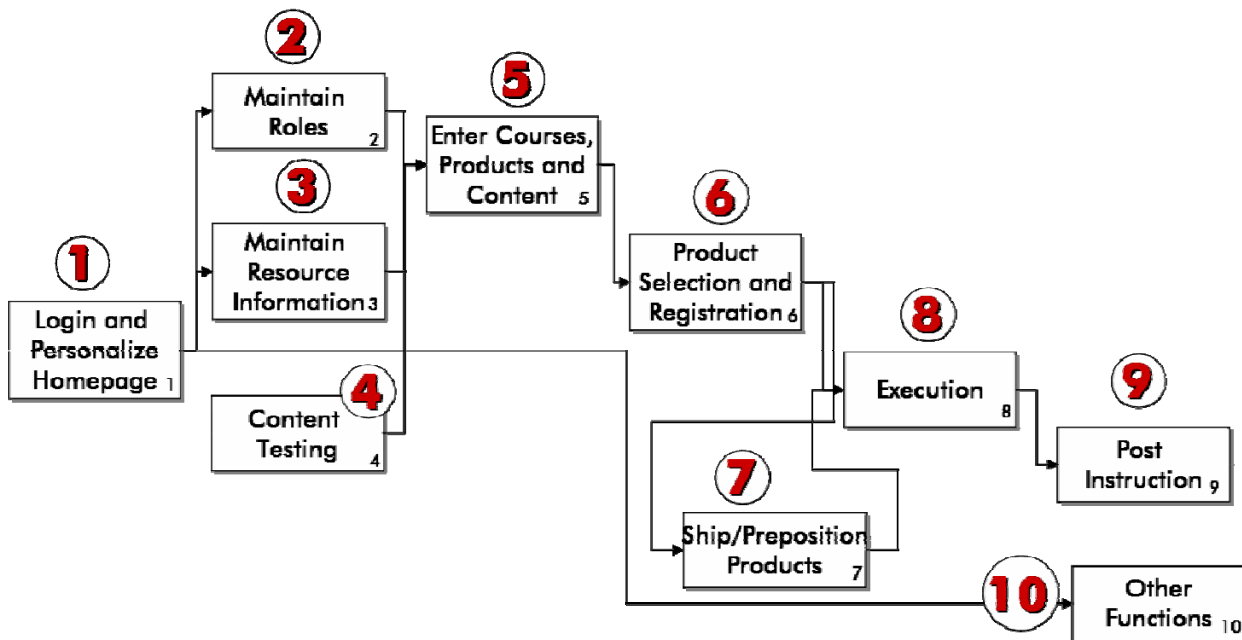 1
Login and
Personalize
Homepage 1
2
Maintain
Roles
2
3
Maintain
Resource
Information 3
4
Content
Testing
4
5
Enter Courses,
Products and
Content 5
6
Product
Selection and
Registration 6
7
Ship/Preposition
Products 7
8
Execution
8
9
Post
Instruction 9
10
Other
Functions 10